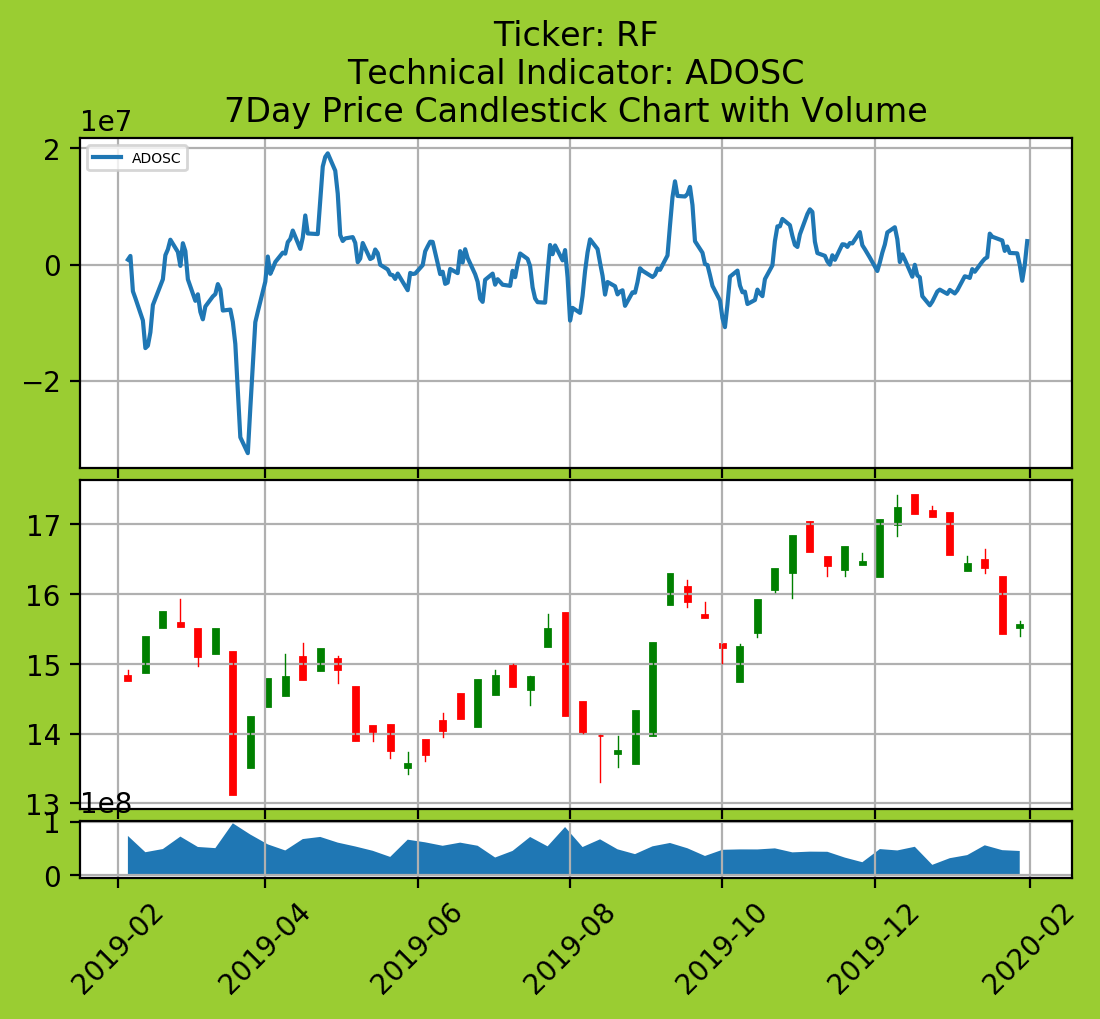 Ticker: RF
Technical Indicator: ADOSC
7Day Price Candlestick Chart with Volume
1e7
ADOSC
2
0
−2
17
16
15
14
13
1e8
1
0
2019-02 2019-04 2019-06 2019-08 2019-10 2019-12 2020-02